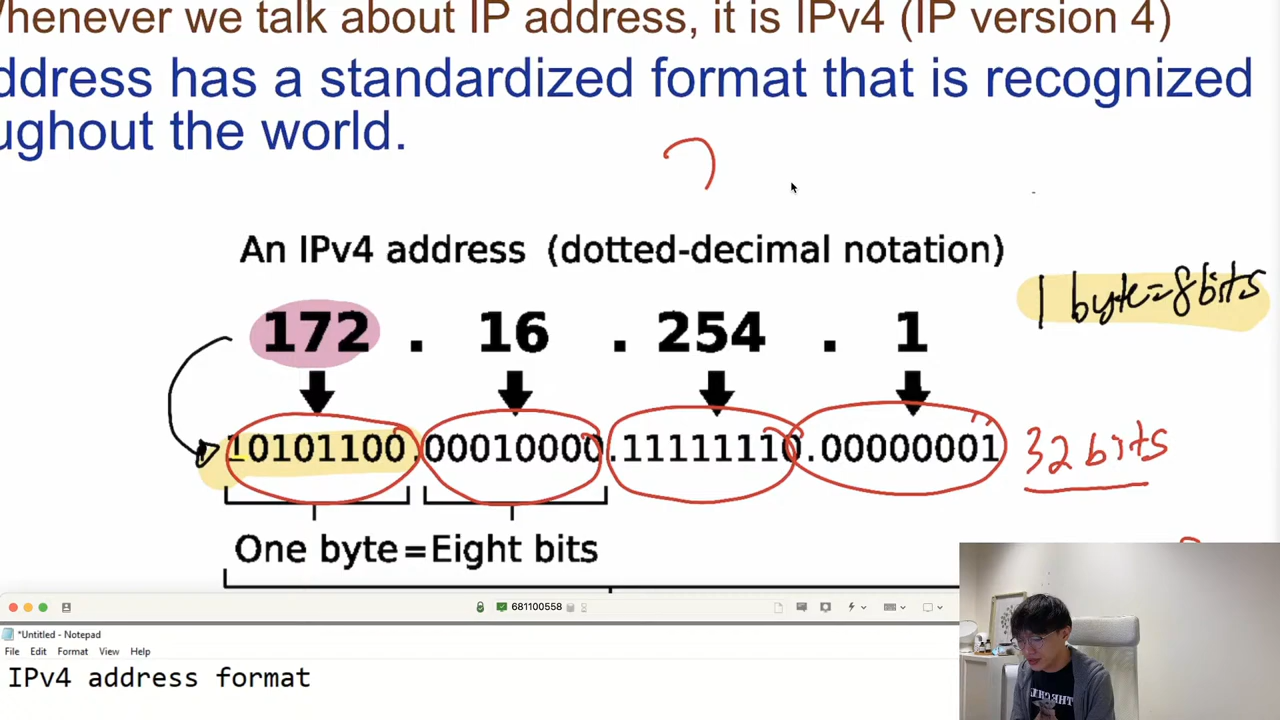 henever we talk about IP address, it is IPv4 (IP version 4)
ddress has a standardized format that is recognized
ughout the world.
An IPv4 address (dotted-decimal notation)
1 byte=8bits
172 . 16 . 254 . 1
10101100.00010000.11111110.00000001
32 bits
One byte=Eight bits
681100558
*Untitled - Notepad
File Edit Format View Help
IPv4 address format